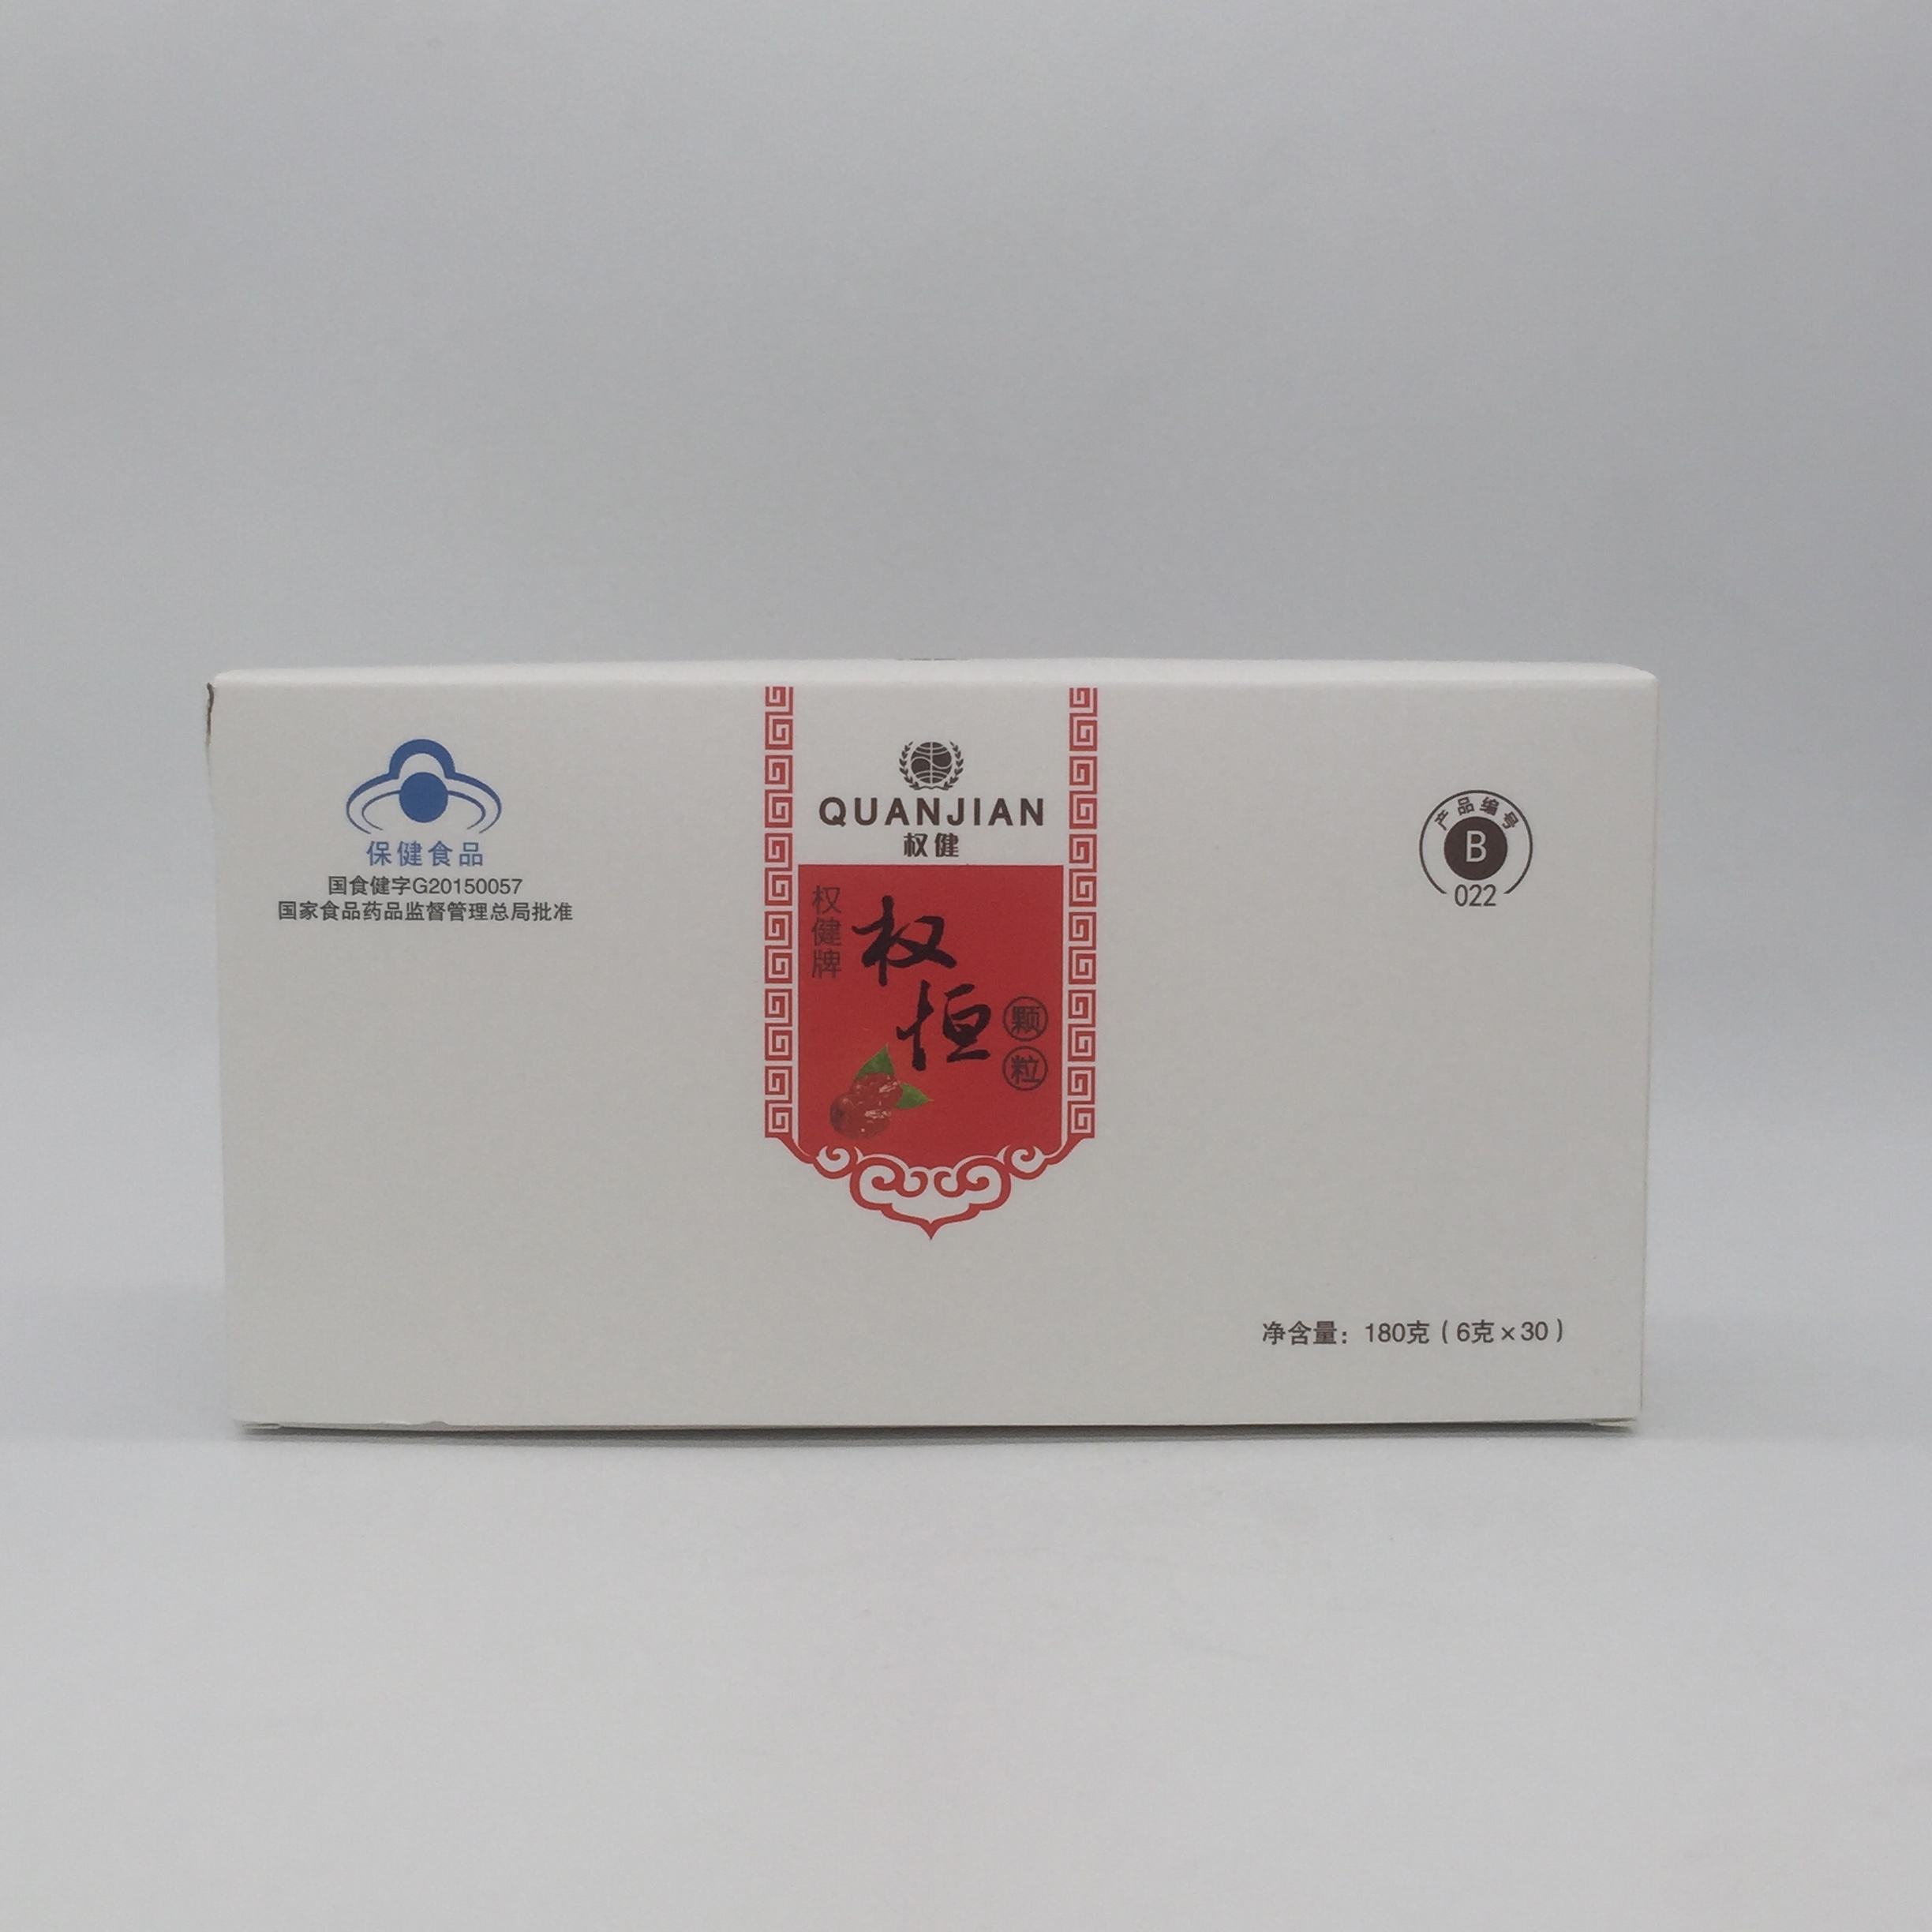 保健食品
国食健字G20150057
国家食品药品监督管理总局批准
QUANJIAN
权健
权健牌
权恒
颗粒
产品编号
B
022
净含量：180克（6克×30）